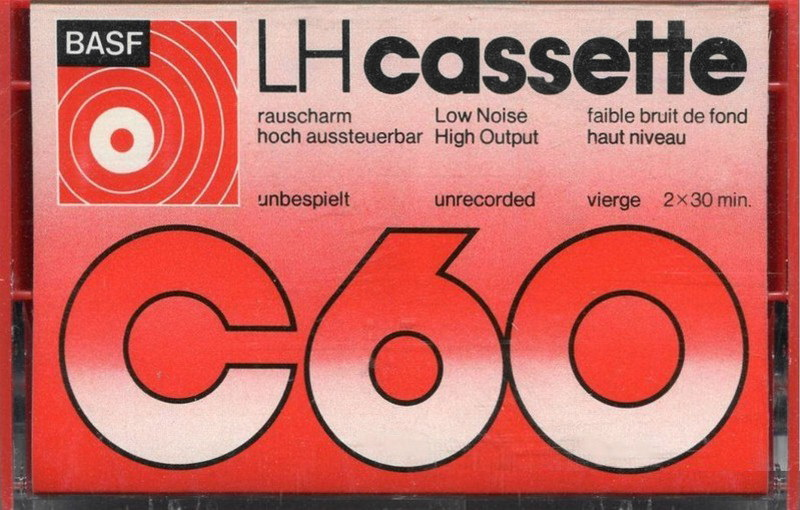 BASF
LH cassette
rauscharm
hoch aussteuerbar
Low Noise
High Output
faible bruit de fond
haut niveau
unbespielt
unrecorded
vierge 2×30 min.
C60